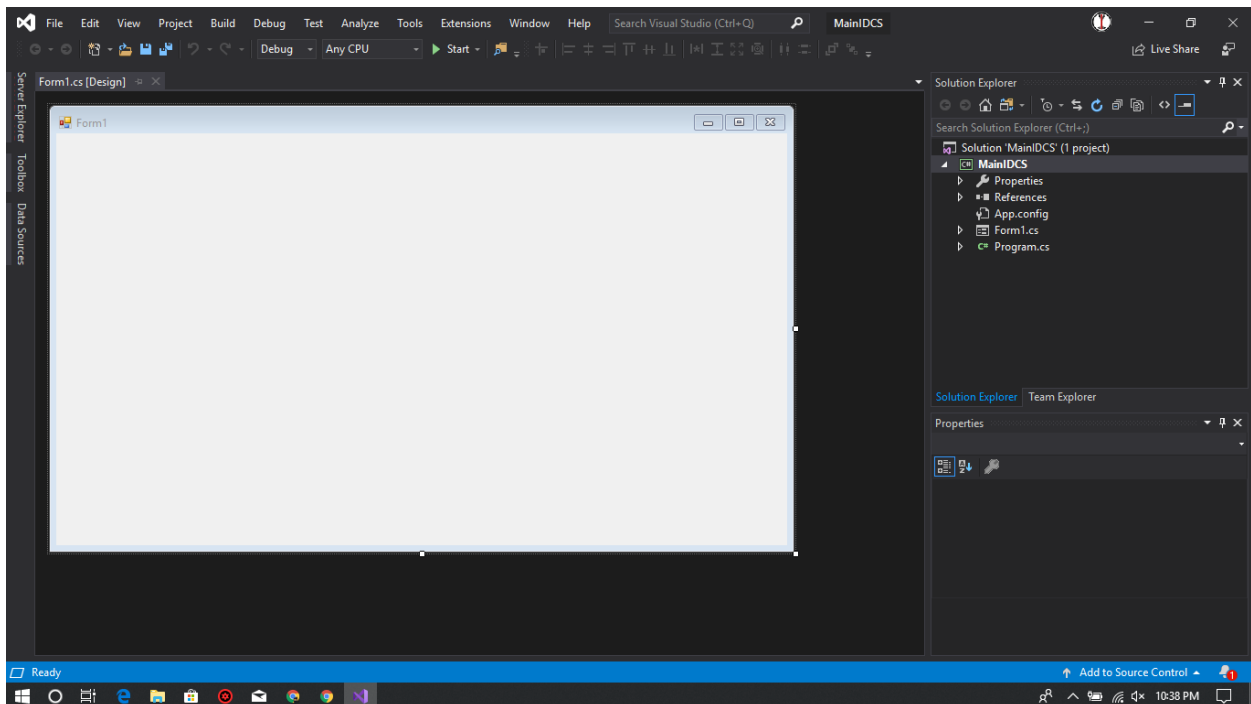 File Edit View Project Build Debug Test Analyze Tools Extensions Window Help Search Visual Studio (Ctrl+Q) MainIDCS
Debug Any CPU Start Live Share
Server Explorer
Toolbox
Data Sources
Form1.cs [Design]
Form1
Solution Explorer
Search Solution Explorer (Ctrl+;)
Solution 'MainIDCS' (1 project)
C# MainIDCS
Properties
References
App.config
Form1.cs
C# Program.cs
Solution Explorer Team Explorer
Properties
Ready Add to Source Control 1
10:38 PM